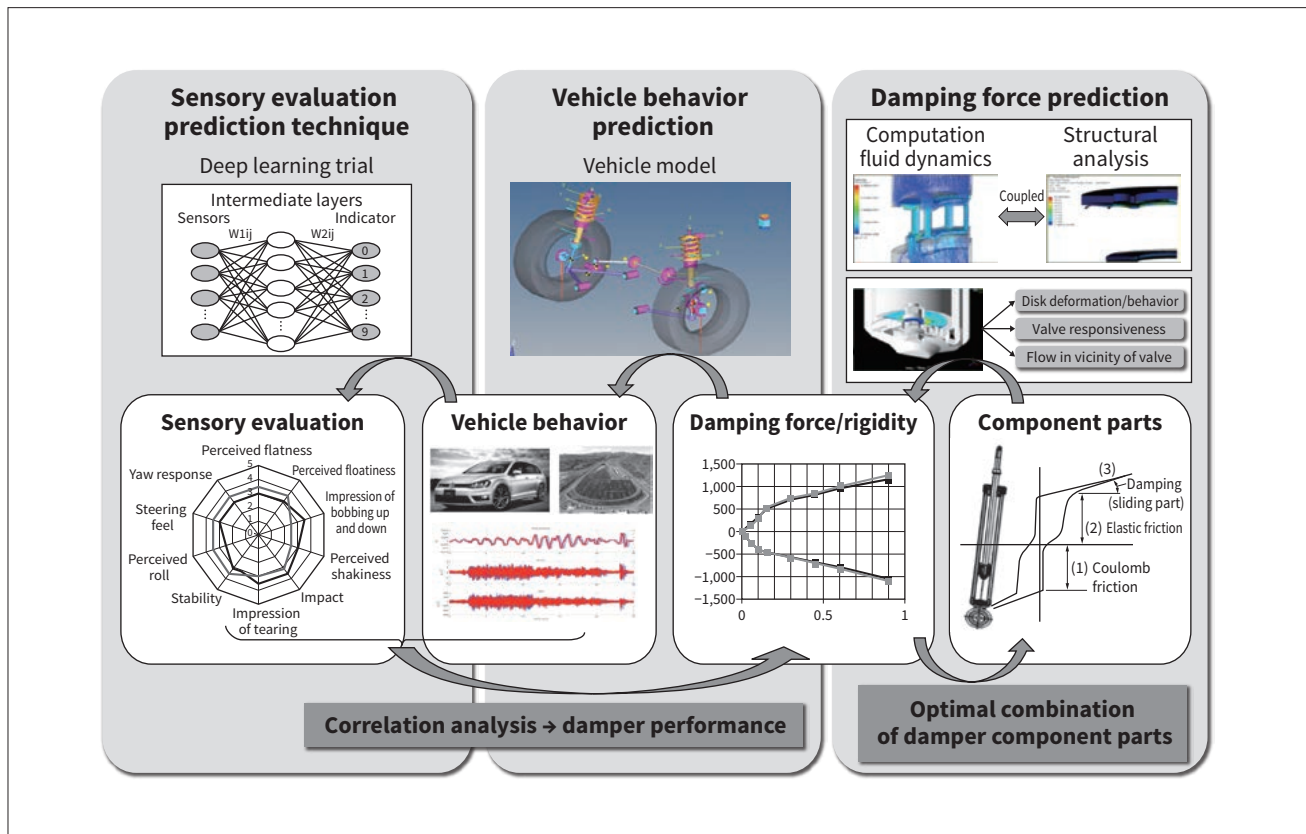 Sensory evaluation
prediction technique
Deep learning trial
Intermediate layers
Sensors
Indicator
W1ij
W2ij
0
1
2
9
Vehicle behavior
prediction
Vehicle model
Damping force prediction
Computation
fluid dynamics
Structural
analysis
Coupled
Disk deformation/behavior
Valve responsiveness
Flow in vicinity of valve
Sensory evaluation
Perceived flatness
5
4
3
2
1
0
Perceived floatiness
Impression of
bobbing up
and down
Perceived
shakiness
Impact
Impression
of tearing
Stability
Perceived
roll
Steering
feel
Yaw response
Vehicle behavior
Damping force/rigidity
1,500
1,000
500
0
−500
−1,000
−1,500
0
0.5
1
Component parts
(3)
Damping
(sliding part)
(2) Elastic friction
(1) Coulomb
friction
Correlation analysis → damper performance
Optimal combination
of damper component parts